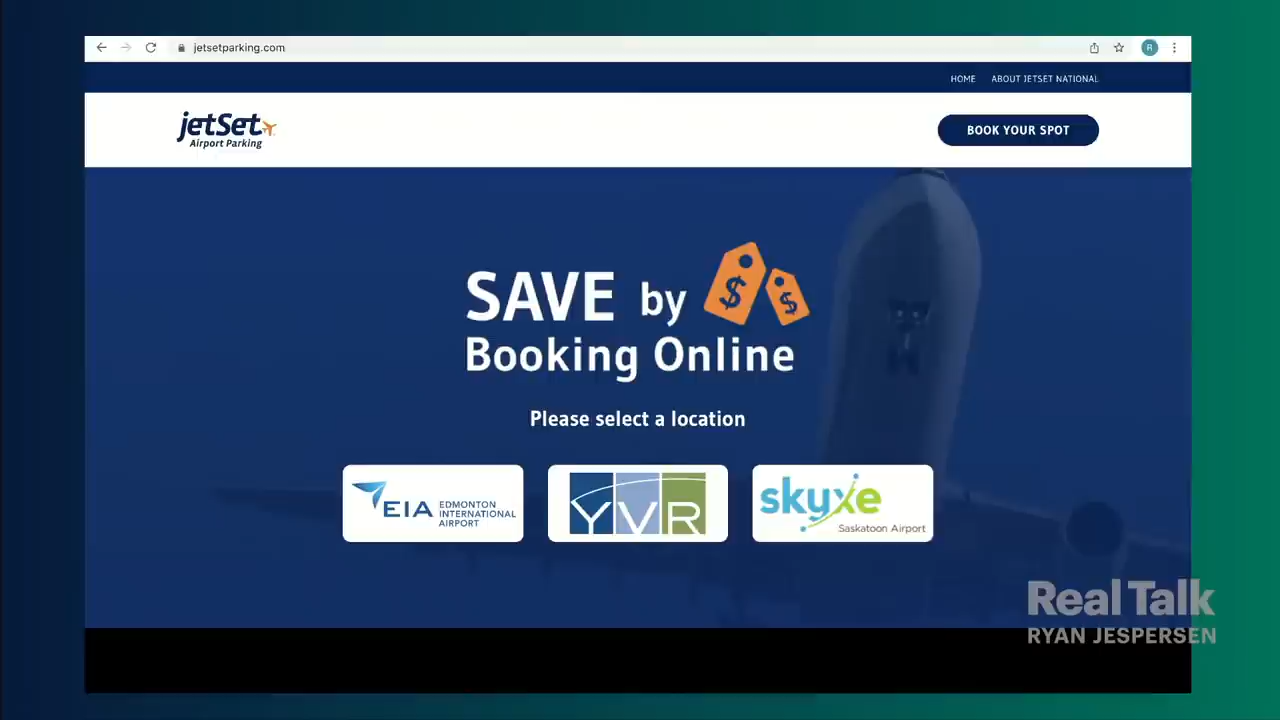 jetsetparking.com
R
HOME ABOUT JETSET NATIONAL
jetSet
Airport Parking
BOOK YOUR SPOT
SAVE by $ $
Booking Online
Please select a location
EIA EDMONTON
INTERNATIONAL
AIRPORT
YVR
skyxe
Saskatoon Airport
Real Talk
RYAN JESPERSEN